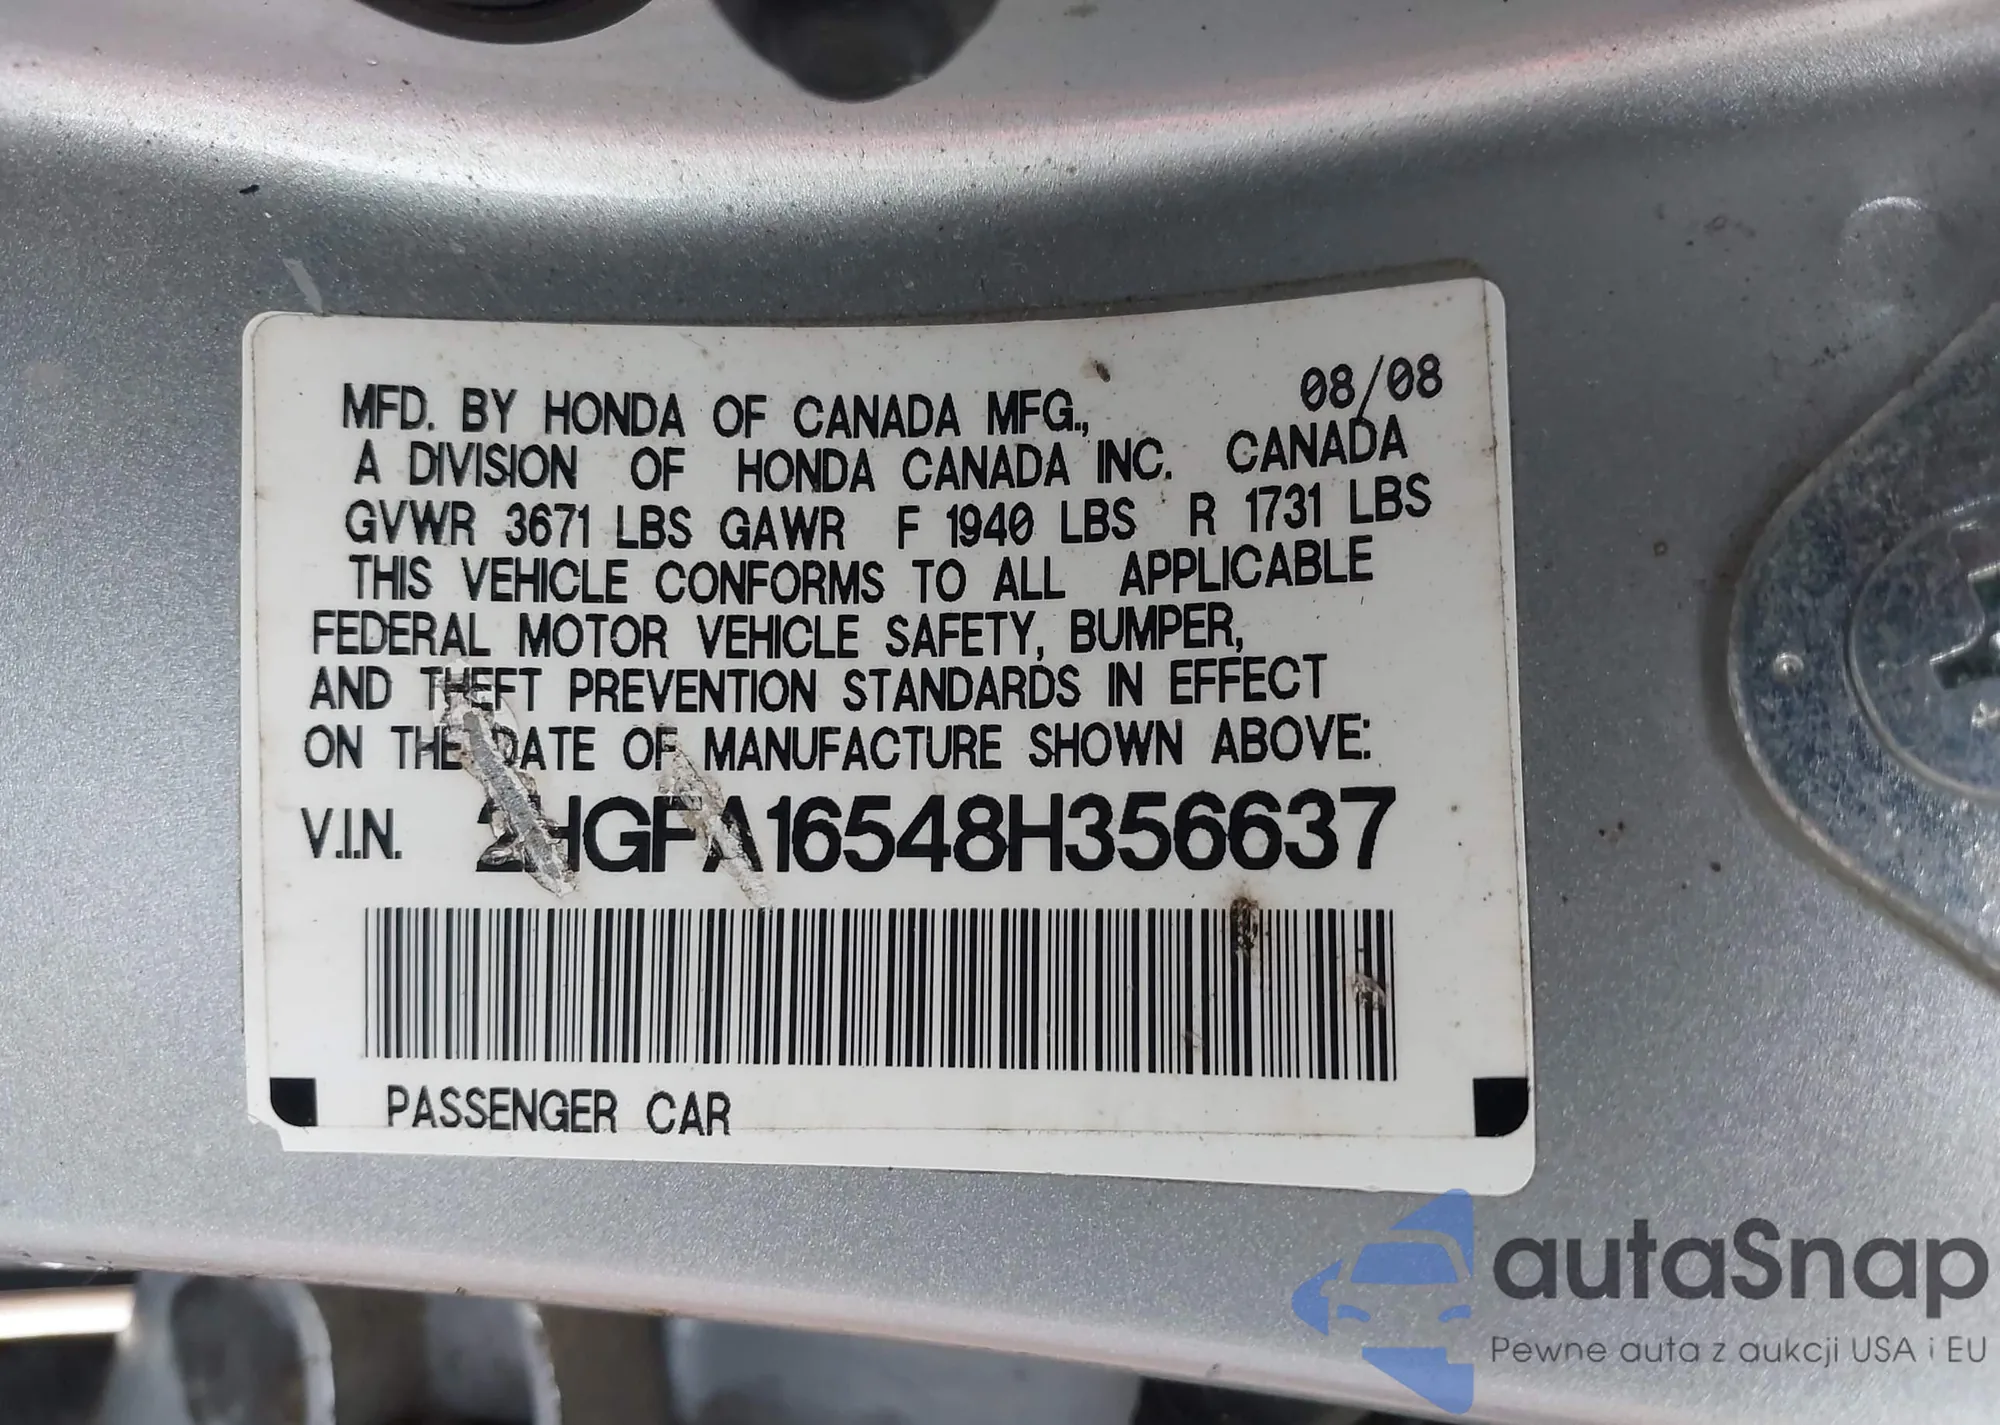 08/08
MFD. BY HONDA OF CANADA MFG.,
A DIVISION OF HONDA CANADA INC. CANADA
GVWR 3671 LBS GAWR F 1940 LBS R 1731 LBS
THIS VEHICLE CONFORMS TO ALL APPLICABLE
FEDERAL MOTOR VEHICLE SAFETY, BUMPER,
AND THEFT PREVENTION STANDARDS IN EFFECT
ON THE DATE OF MANUFACTURE SHOWN ABOVE:
V.I.N. 2HGFA16548H356637
PASSENGER CAR
autaSnap
Pewne auta z aukcji USA i EU